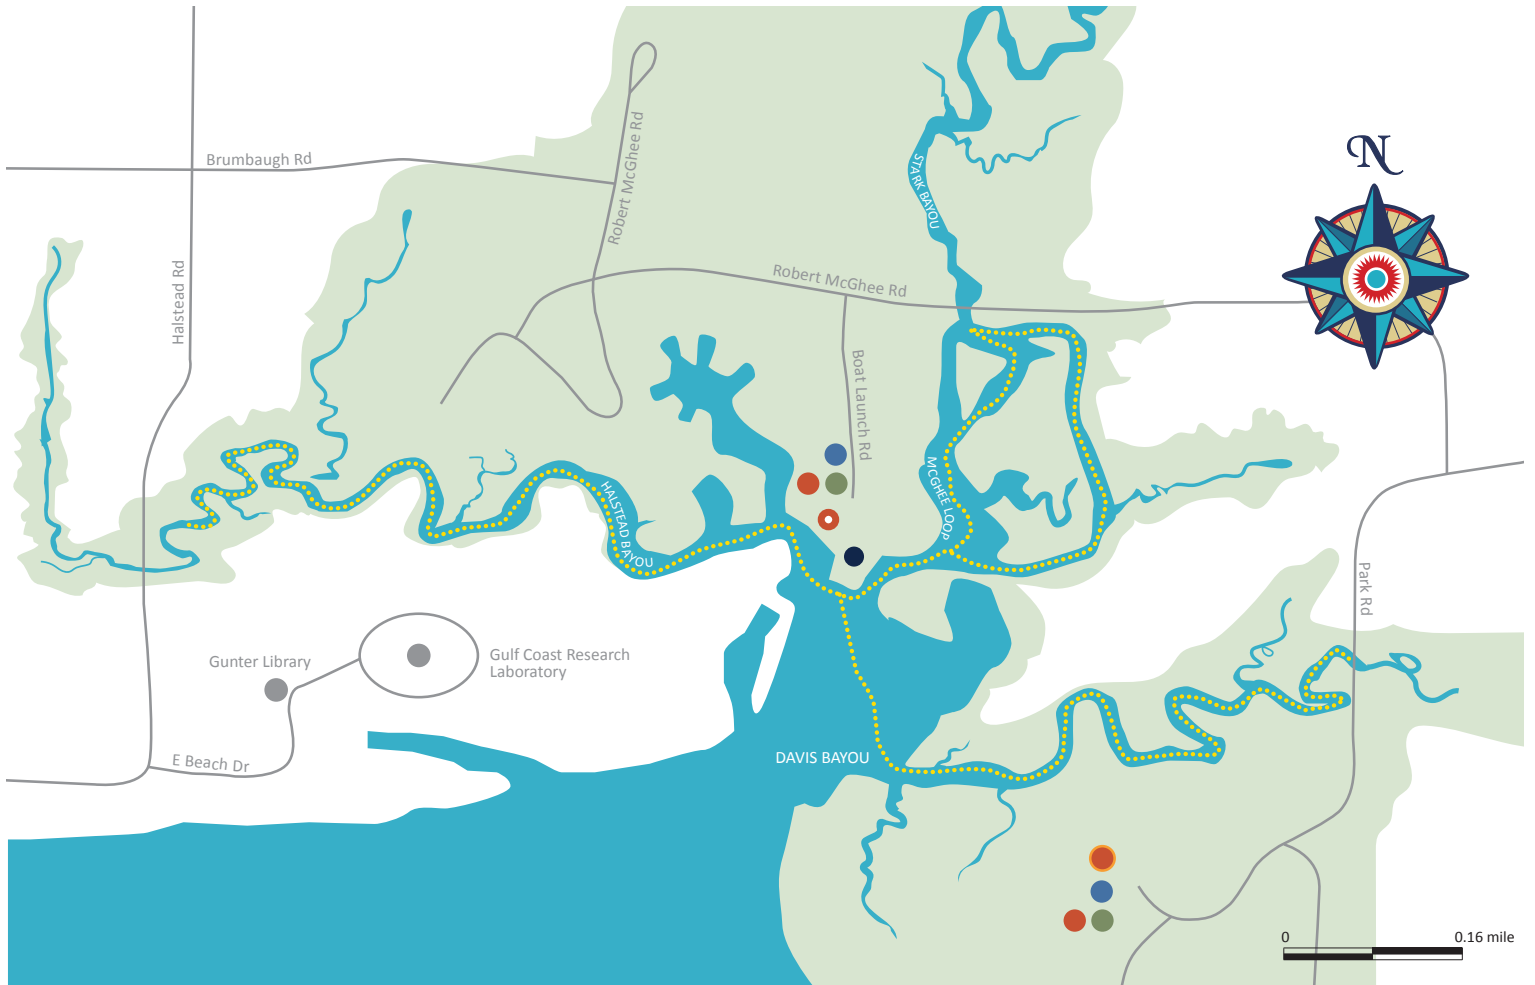 N
Brumbaugh Rd
Robert McGhee Rd
STARK BAYOU
Halstead Rd
Robert McGhee Rd
Boat Launch Rd
HALSTEAD BAYOU
MCGHEE LOOP
Park Rd
Gunter Library
Gulf Coast Research
Laboratory
E Beach Dr
DAVIS BAYOU
0
0.16 mile